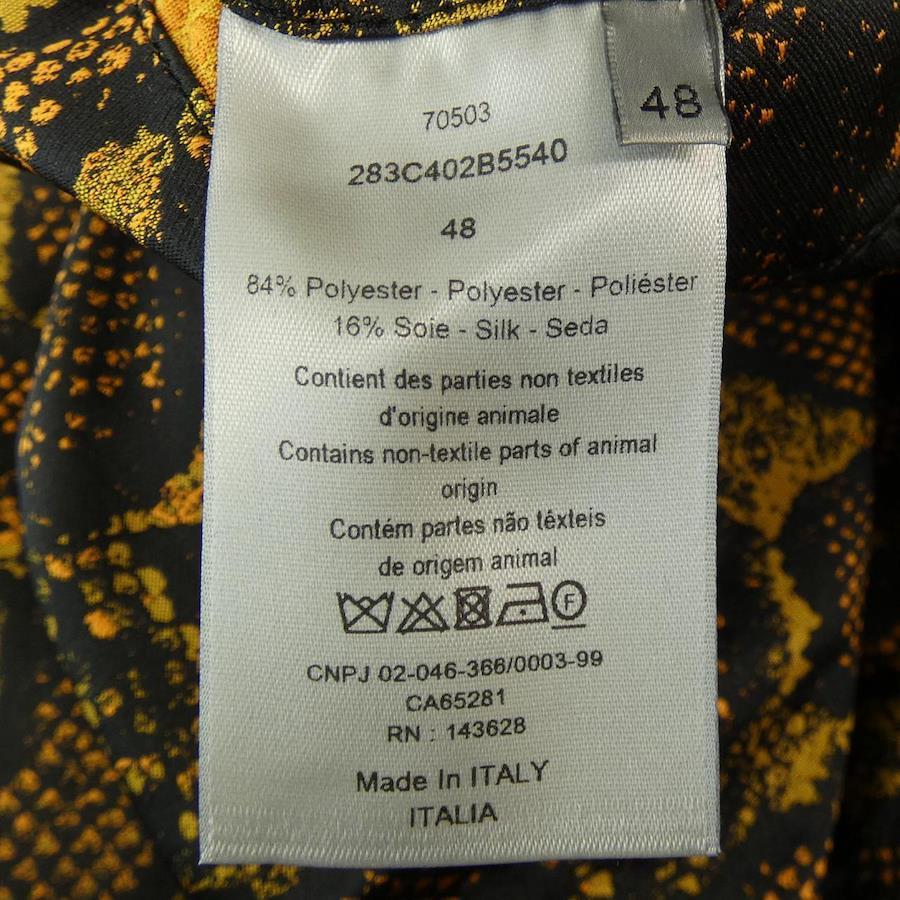 48
70503
283C402B5540
48
84% Polyester - Polyester - Poliéster
16% Soie - Silk - Seda
Contient des parties non textiles
d'origine animale
Contains non-textile parts of animal
origin
Contém partes não têxteis
de origem animal
F
CNPJ 02-046-366/0003-99
CA65281
RN : 143628
Made In ITALY
ITALIA